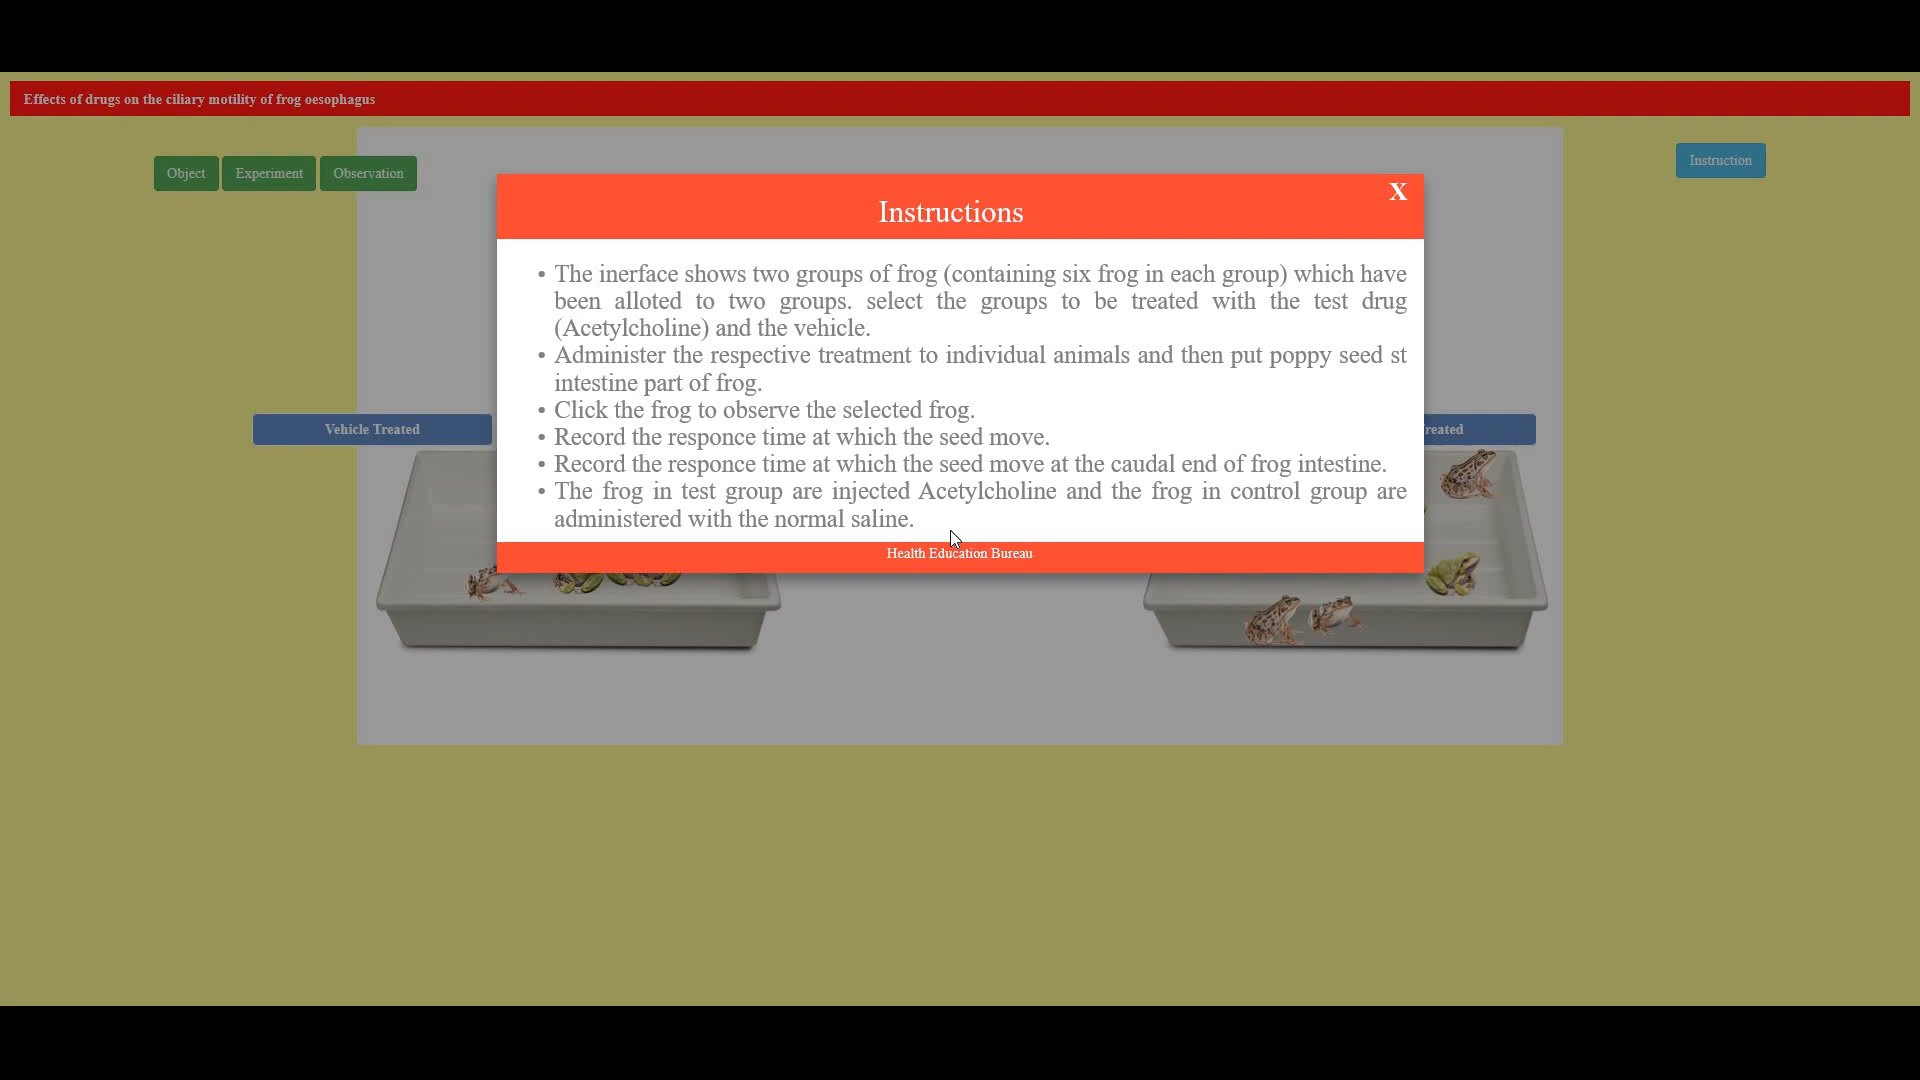 Effects of drugs on the ciliary motility of frog oesophagus
Object
Experiment
Observation
Instruction
X
Instructions
• The inerface shows two groups of frog (containing six frog in each group) which have
been alloted to two groups. select the groups to be treated with the test drug
(Acetylcholine) and the vehicle.
• Administer the respective treatment to individual animals and then put poppy seed st
intestine part of frog.
• Click the frog to observe the selected frog.
• Record the responce time at which the seed move.
• Record the responce time at which the seed move at the caudal end of frog intestine.
• The frog in test group are injected Acetylcholine and the frog in control group are
administered with the normal saline.
Health Education Bureau
Vehicle Treated